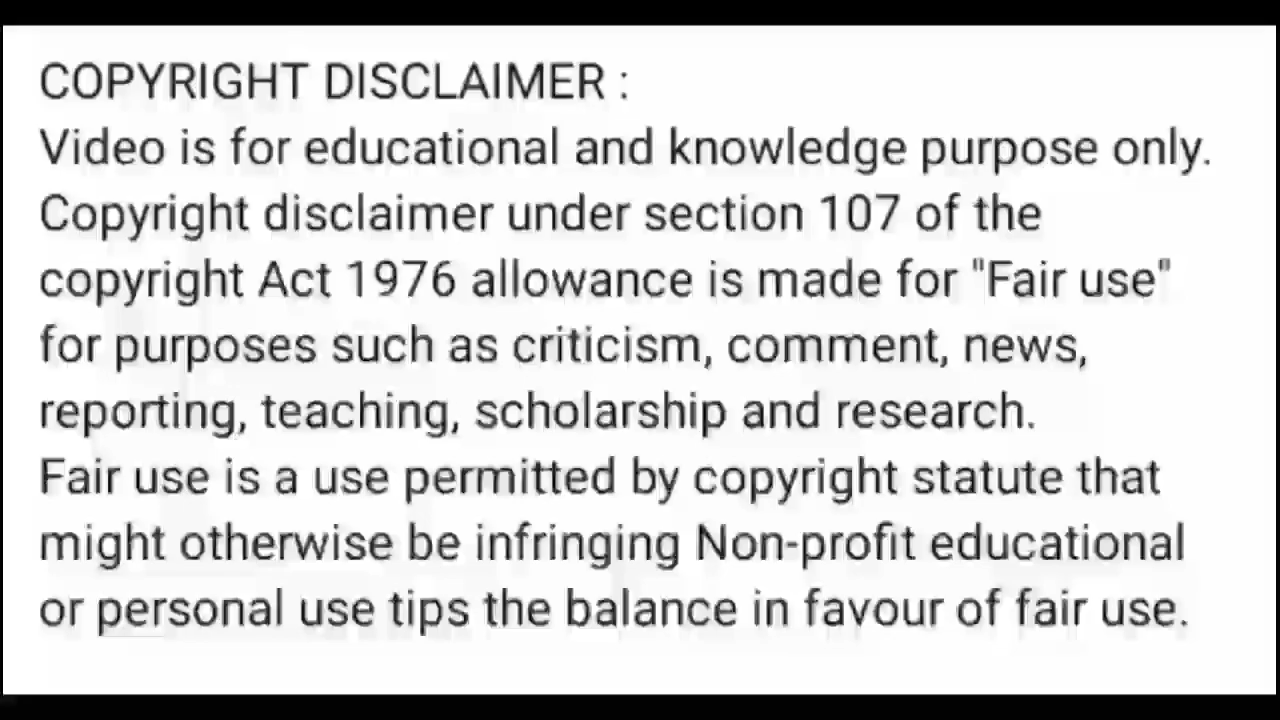 COPYRIGHT DISCLAIMER :
Video is for educational and knowledge purpose only.
Copyright disclaimer under section 107 of the
copyright Act 1976 allowance is made for "Fair use"
for purposes such as criticism, comment, news,
reporting, teaching, scholarship and research.
Fair use is a use permitted by copyright statute that
might otherwise be infringing Non-profit educational
or personal use tips the balance in favour of fair use.